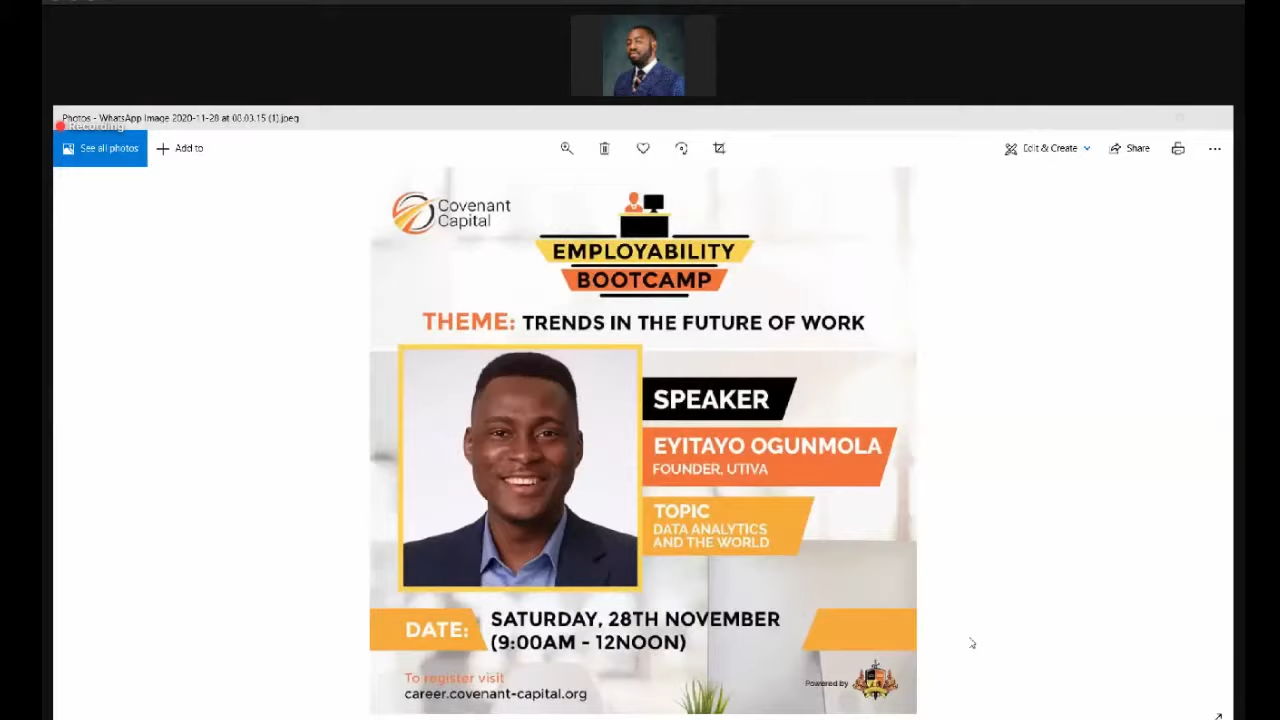 Photos - WhatsApp Image 2020-11-28 at 08.03.15 (1).jpeg
Recording
See all photos
Add to
Edit & Create
Share
Covenant
Capital
EMPLOYABILITY
BOOTCAMP
THEME: TRENDS IN THE FUTURE OF WORK
SPEAKER
EYITAYO OGUNMOLA
FOUNDER, UTIVA
TOPIC
DATA ANALYTICS
AND THE WORLD
DATE:
SATURDAY, 28TH NOVEMBER
(9:00AM - 12NOON)
To register visit
career.covenant-capital.org
Powered by